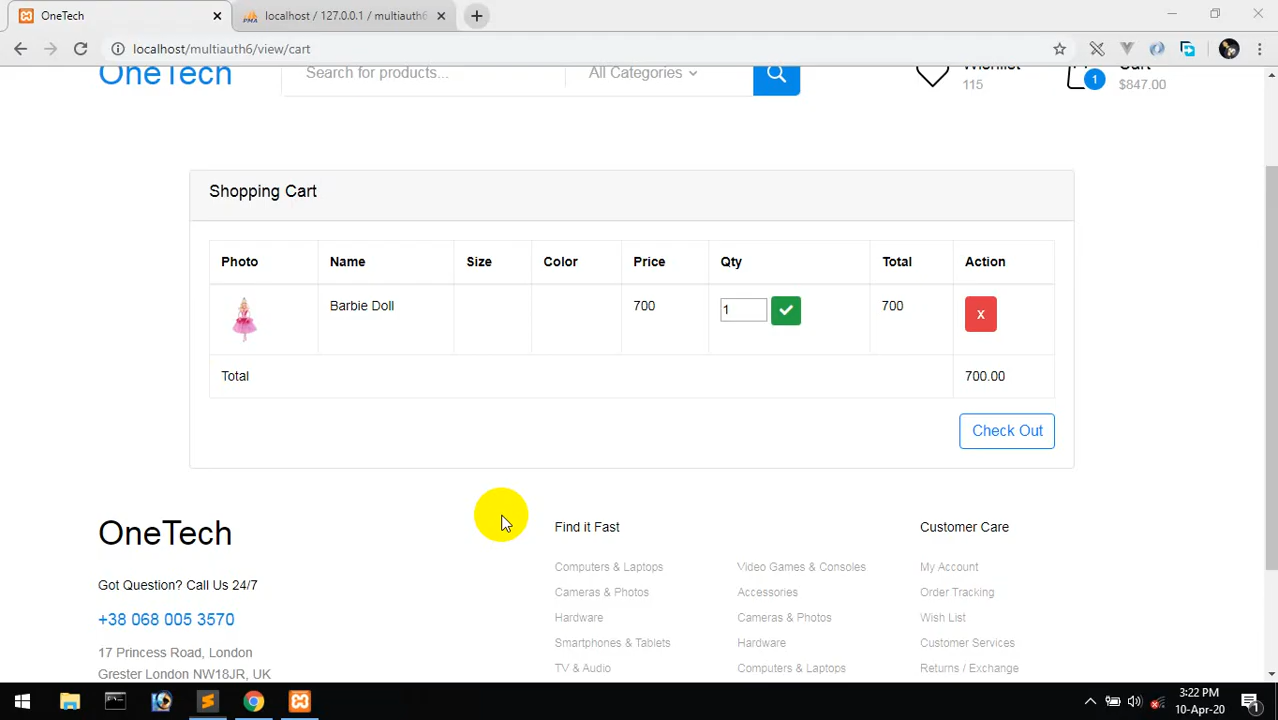 OneTech
localhost / 127.0.0.1 / multiauth6
localhost/multiauth6/view/cart
OneTech
Search for products...
All Categories
Wishlist
115
1
Cart
$847.00
Shopping Cart
Photo Name Size Color Price Qty Total Action
Barbie Doll 700 1 700 x
Total 700.00
Check Out
OneTech
Got Question? Call Us 24/7
+38 068 005 3570
17 Princess Road, London
Grester London NW18JR, UK
Find it Fast
Computers & Laptops
Cameras & Photos
Hardware
Smartphones & Tablets
TV & Audio
Video Games & Consoles
Accessories
Cameras & Photos
Hardware
Computers & Laptops
Customer Care
My Account
Order Tracking
Wish List
Customer Services
Returns / Exchange
3:22 PM
10-Apr-20
1